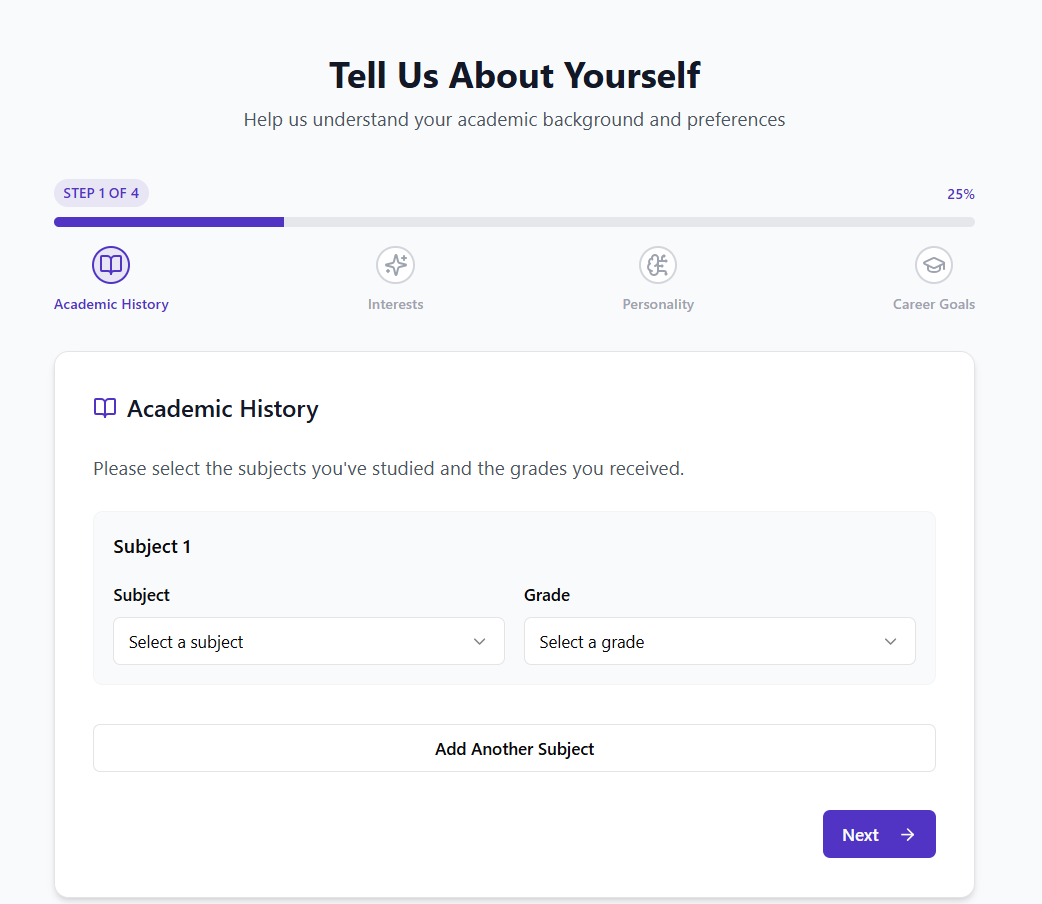 Tell Us About Yourself
Help us understand your academic background and preferences
STEP 1 OF 4
25%
Academic History
Interests
Personality
Career Goals
Academic History
Please select the subjects you've studied and the grades you received.
Subject 1
Subject
Grade
Select a subject
Select a grade
Add Another Subject
Next